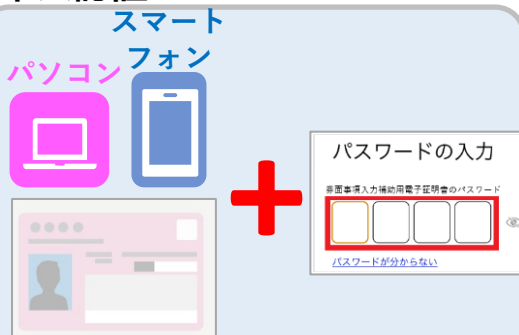 スマート
フォン
パソコン
パスワードの入力
券面事項入力補助用電子証明書のパスワード
パスワードが分からない